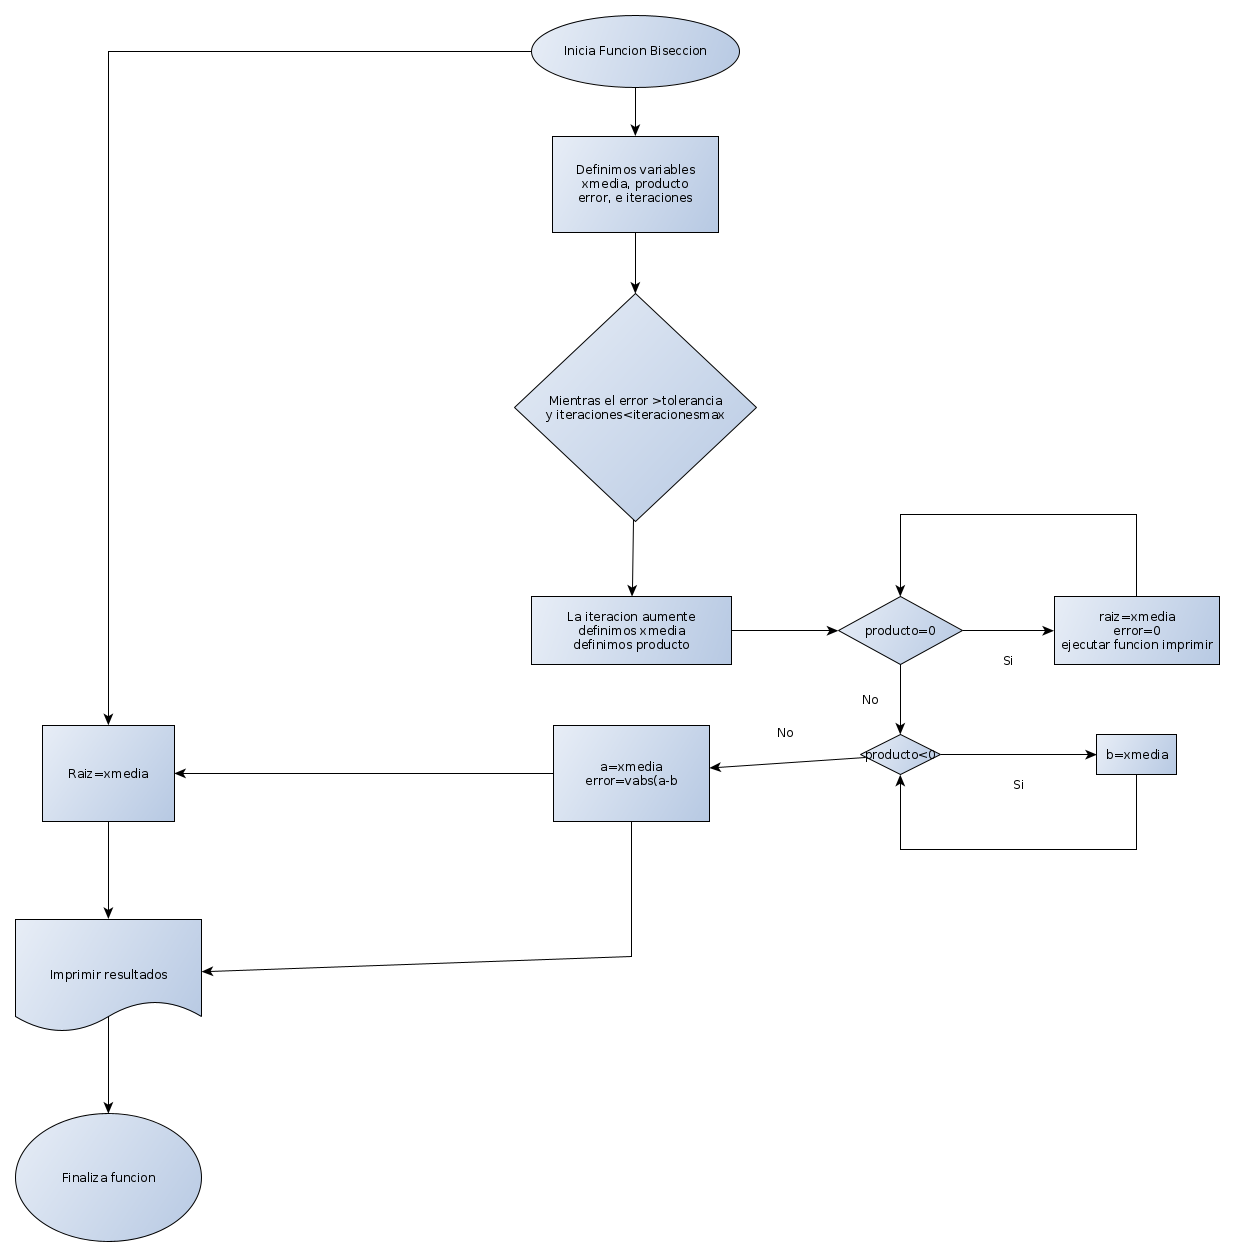 Inicia Funcion Biseccion
Definimos variables
xmedia, producto
error, e iteraciones
Mientras el error >tolerancia
y iteraciones<iteracionesmax
La iteracion aumente
definimos xmedia
definimos producto
producto=0
Si
raiz=xmedia
error=0
ejecutar funcion imprimir
No
producto<0
Si
b=xmedia
No
a=xmedia
error=vabs(a-b
Raiz=xmedia
Imprimir resultados
Finaliza funcion